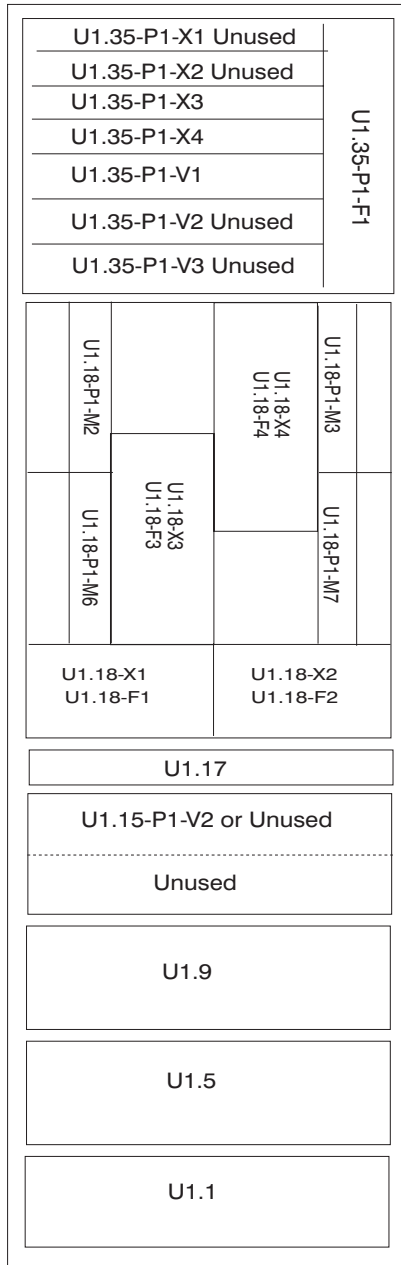 U1.35-P1-X1 Unused
U1.35-P1-X2 Unused
U1.35-P1-X3
U1.35-P1-X4
U1.35-P1-V1
U1.35-P1-V2 Unused
U1.35-P1-V3 Unused
U1.35-P1-F1
U1.18-P1-M2
U1.18-X4
U1.18-F4
U1.18-P1-M3
U1.18-P1-M6
U1.18-X3
U1.18-F3
U1.18-P1-M7
U1.18-X1
U1.18-F1
U1.18-X2
U1.18-F2
U1.17
U1.15-P1-V2 or Unused
Unused
U1.9
U1.5
U1.1